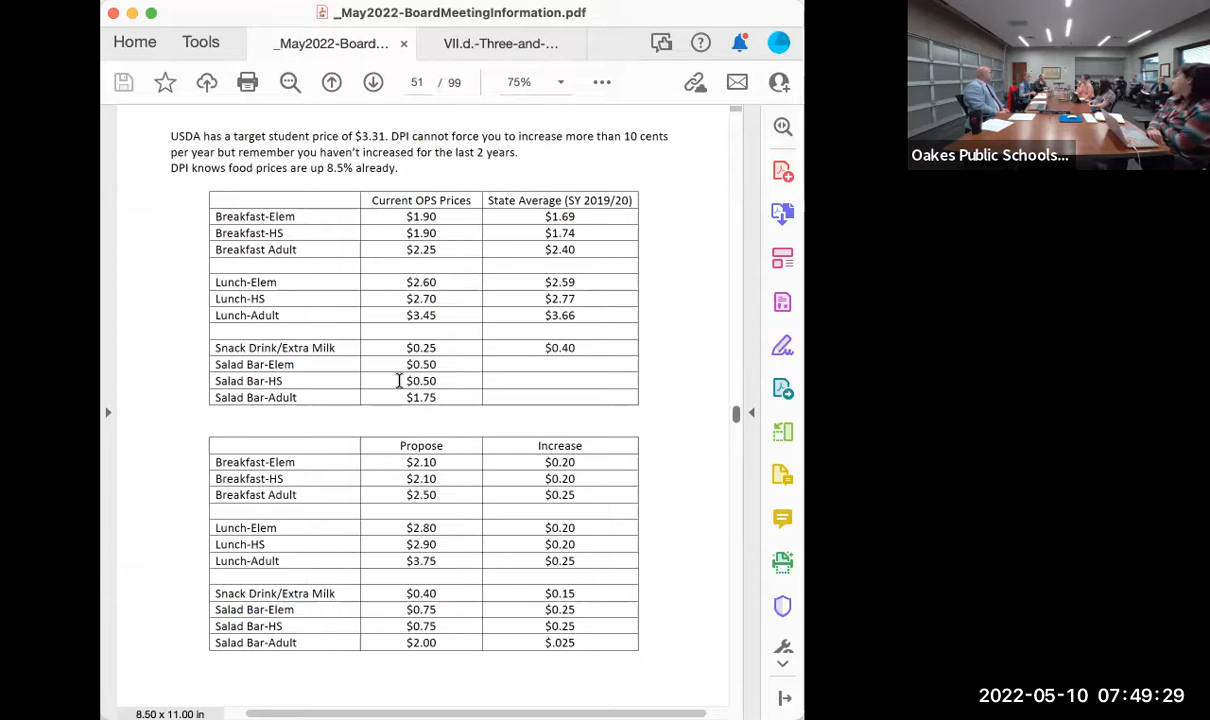 _May2022-BoardMeetingInformation.pdf
Home Tools _May2022-Board... × VII.d.-Three-and-...
51 / 99 75%
USDA has a target student price of $3.31. DPI cannot force you to increase more than 10 cents
per year but remember you haven't increased for the last 2 years.
DPI knows food prices are up 8.5% already.
Current OPS Prices State Average (SY 2019/20)
Breakfast-Elem $1.90 $1.69
Breakfast-HS $1.90 $1.74
Breakfast Adult $2.25 $2.40
Lunch-Elem $2.60 $2.59
Lunch-HS $2.70 $2.77
Lunch-Adult $3.45 $3.66
Snack Drink/Extra Milk $0.25 $0.40
Salad Bar-Elem $0.50
Salad Bar-HS $0.50
Salad Bar-Adult $1.75
Propose Increase
Breakfast-Elem $2.10 $0.20
Breakfast-HS $2.10 $0.20
Breakfast Adult $2.50 $0.25
Lunch-Elem $2.80 $0.20
Lunch-HS $2.90 $0.20
Lunch-Adult $3.75 $0.25
Snack Drink/Extra Milk $0.40 $0.15
Salad Bar-Elem $0.75 $0.25
Salad Bar-HS $0.75 $0.25
Salad Bar-Adult $2.00 $.025
8.50 x 11.00 in
Oakes Public Schools...
2022-05-10 07:49:29